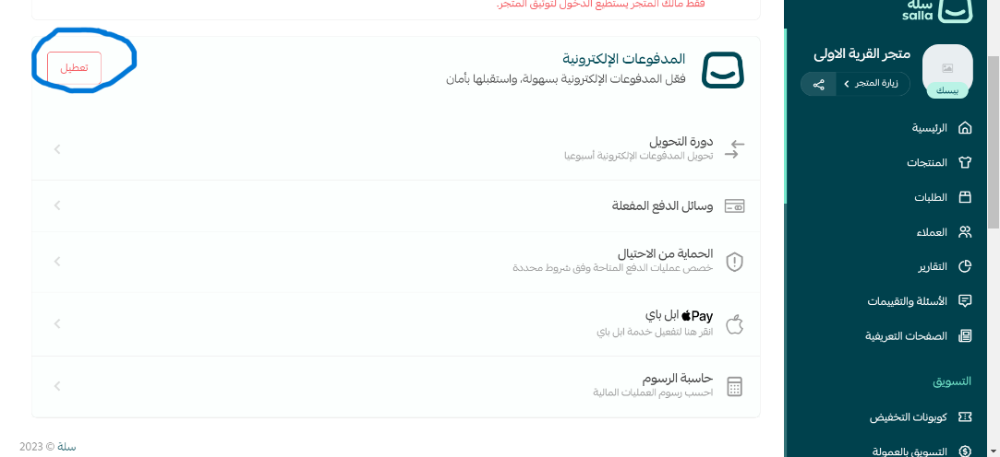 سلة
salla
متجر القرية الاولى
زيارة المتجر
بيسك
الرئيسية
المنتجات
الطلبات
العملاء
التقارير
الأسئلة والتقييمات
الصفحات التعريفية
التسويق
كوبونات التخفيض
التسويق بالعمولة
فقط مالك المتجر يستطيع الدخول لتوثيق المتجر.
المدفوعات الإلكترونية
فعّل المدفوعات الإلكترونية بسهولة، واستقبلها بأمان
تعطيل
دورة التحويل
تحويل المدفوعات الإلكترونية أسبوعيا
وسائل الدفع المفعلة
الحماية من الاحتيال
خصص عمليات الدفع المتاحة وفق شروط محددة
Pay ابل باي
انقر هنا لتفعيل خدمة ابل باي
حاسبة الرسوم
احسب رسوم العمليات المالية
سلة © 2023